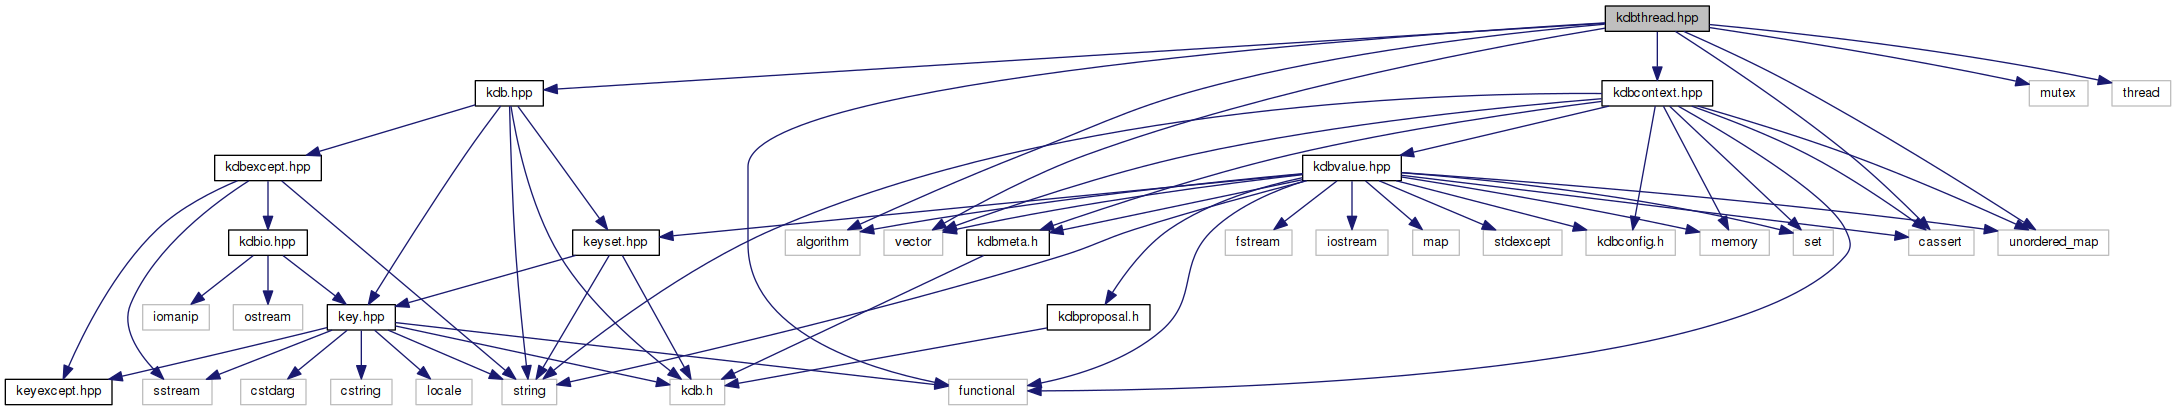 kdbthread.hpp
kdb.hpp
kdbcontext.hpp
mutex
thread
kdbexcept.hpp
kdbvalue.hpp
kdbio.hpp
keyset.hpp
algorithm
vector
kdbmeta.h
fstream
iostream
map
stdexcept
kdbconfig.h
memory
set
cassert
unordered_map
iomanip
ostream
key.hpp
kdbproposal.h
keyexcept.hpp
sstream
cstdarg
cstring
locale
string
kdb.h
functional